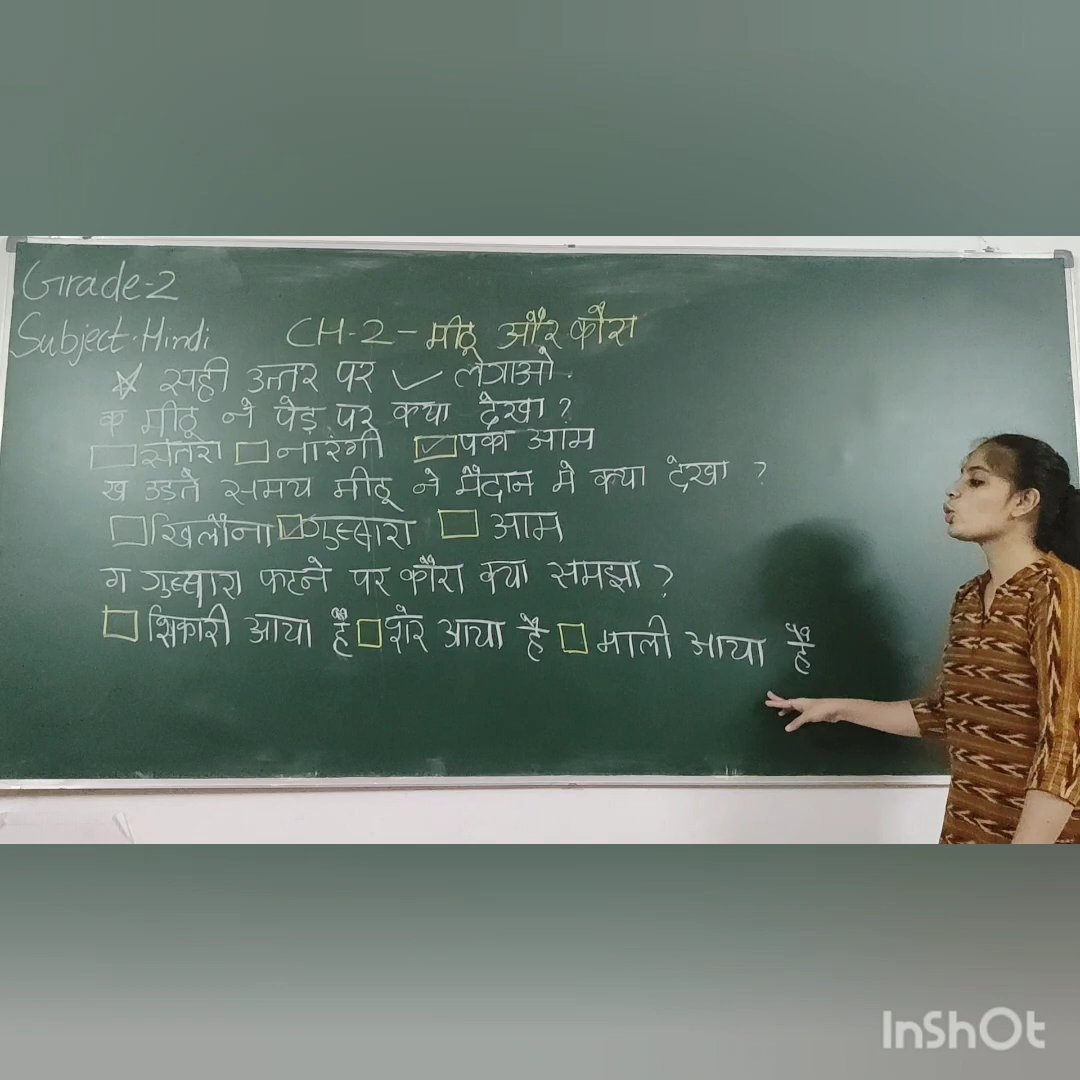 Grade-2
Subject-Hindi CH-2-मीठू और कौरा
☆ सही उत्तर पर ✓ लगाओ.
क मीठू ने पेड़ पर क्या देखा ?
☐ संतरा ☐ नारंगी ☑ पका आम
ख उडते समय मीठू ने मैदान मे क्या देखा ?
☐ खिलौना ☑ गुब्बारा ☐ आम
ग गुब्बारा फटने पर कौरा क्या समझा ?
☐ शिकारी आया हैं ☐ शेर आया हैं ☐ माली आया हैं
InShOt